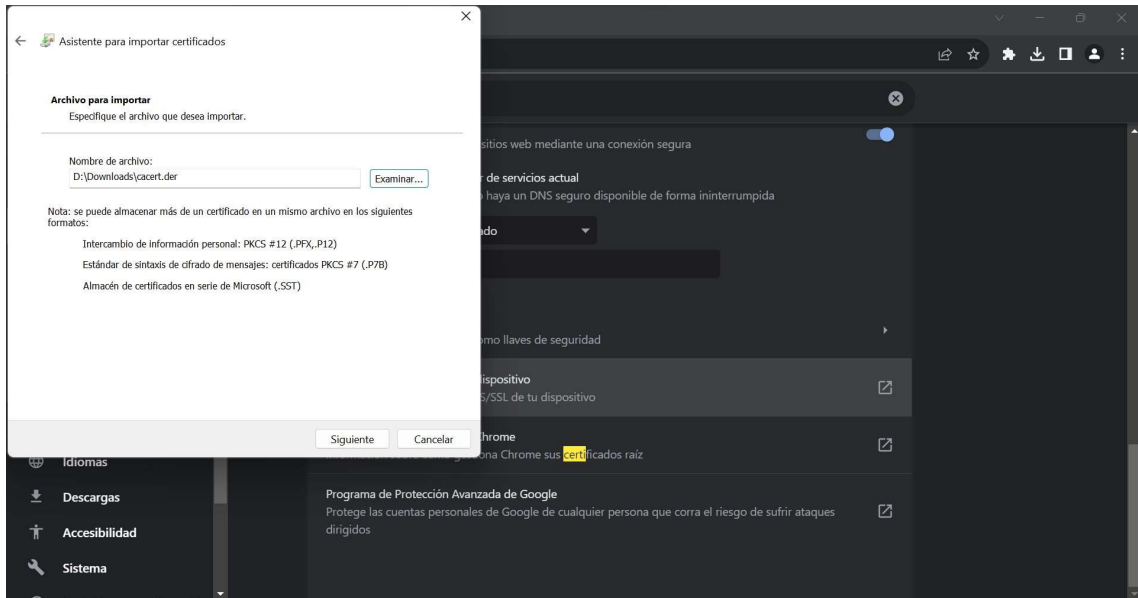 Asistente para importar certificados
Archivo para importar
Especifique el archivo que desea importar.
Nombre de archivo:
D:\Downloads\cacert.der
Examinar...
Nota: se puede almacenar más de un certificado en un mismo archivo en los siguientes
formatos:
Intercambio de información personal: PKCS #12 (.PFX,.P12)
Estándar de sintaxis de cifrado de mensajes: certificados PKCS #7 (.P7B)
Almacén de certificados en serie de Microsoft (.SST)
Siguiente Cancelar
sitios web mediante una conexión segura
de servicios actual
haya un DNS seguro disponible de forma ininterrumpida
ado
omo llaves de seguridad
dispositivo
S/SSL de tu dispositivo
Chrome
ona Chrome sus certificados raíz
Programa de Protección Avanzada de Google
Protege las cuentas personales de Google de cualquier persona que corra el riesgo de sufrir ataques
dirigidos
Idiomas
Descargas
Accesibilidad
Sistema